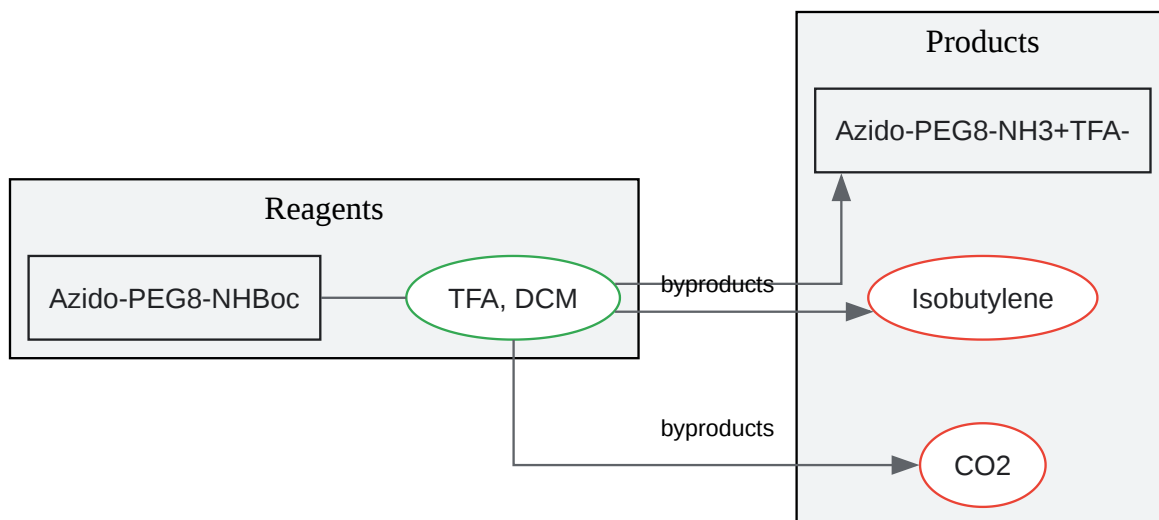 Products
Azido-PEG8-NH3+TFA-
Reagents
Azido-PEG8-NHBoc
TFA, DCM
byproducts
Isobutylene
byproducts
CO2